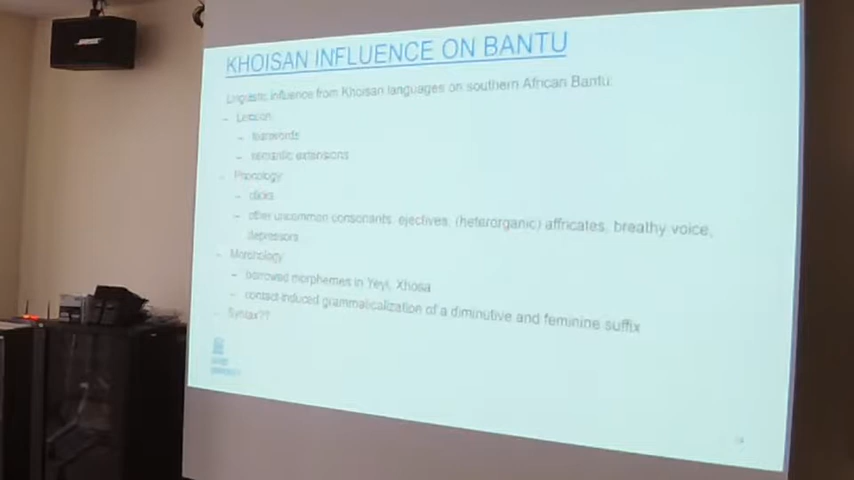 KHOISAN INFLUENCE ON BANTU
Linguistic influence from Khoisan languages on southern African Bantu:
- Lexicon
- loanwords
- semantic extensions
- Phonology
- clicks
- other uncommon consonants: ejectives, (heterorganic) affricates, breathy voice,
depressors
- Morphology
- borrowed morphemes in Yeyi, Xhosa
- contact-induced grammaticalization of a diminutive and feminine suffix
- Syntax??